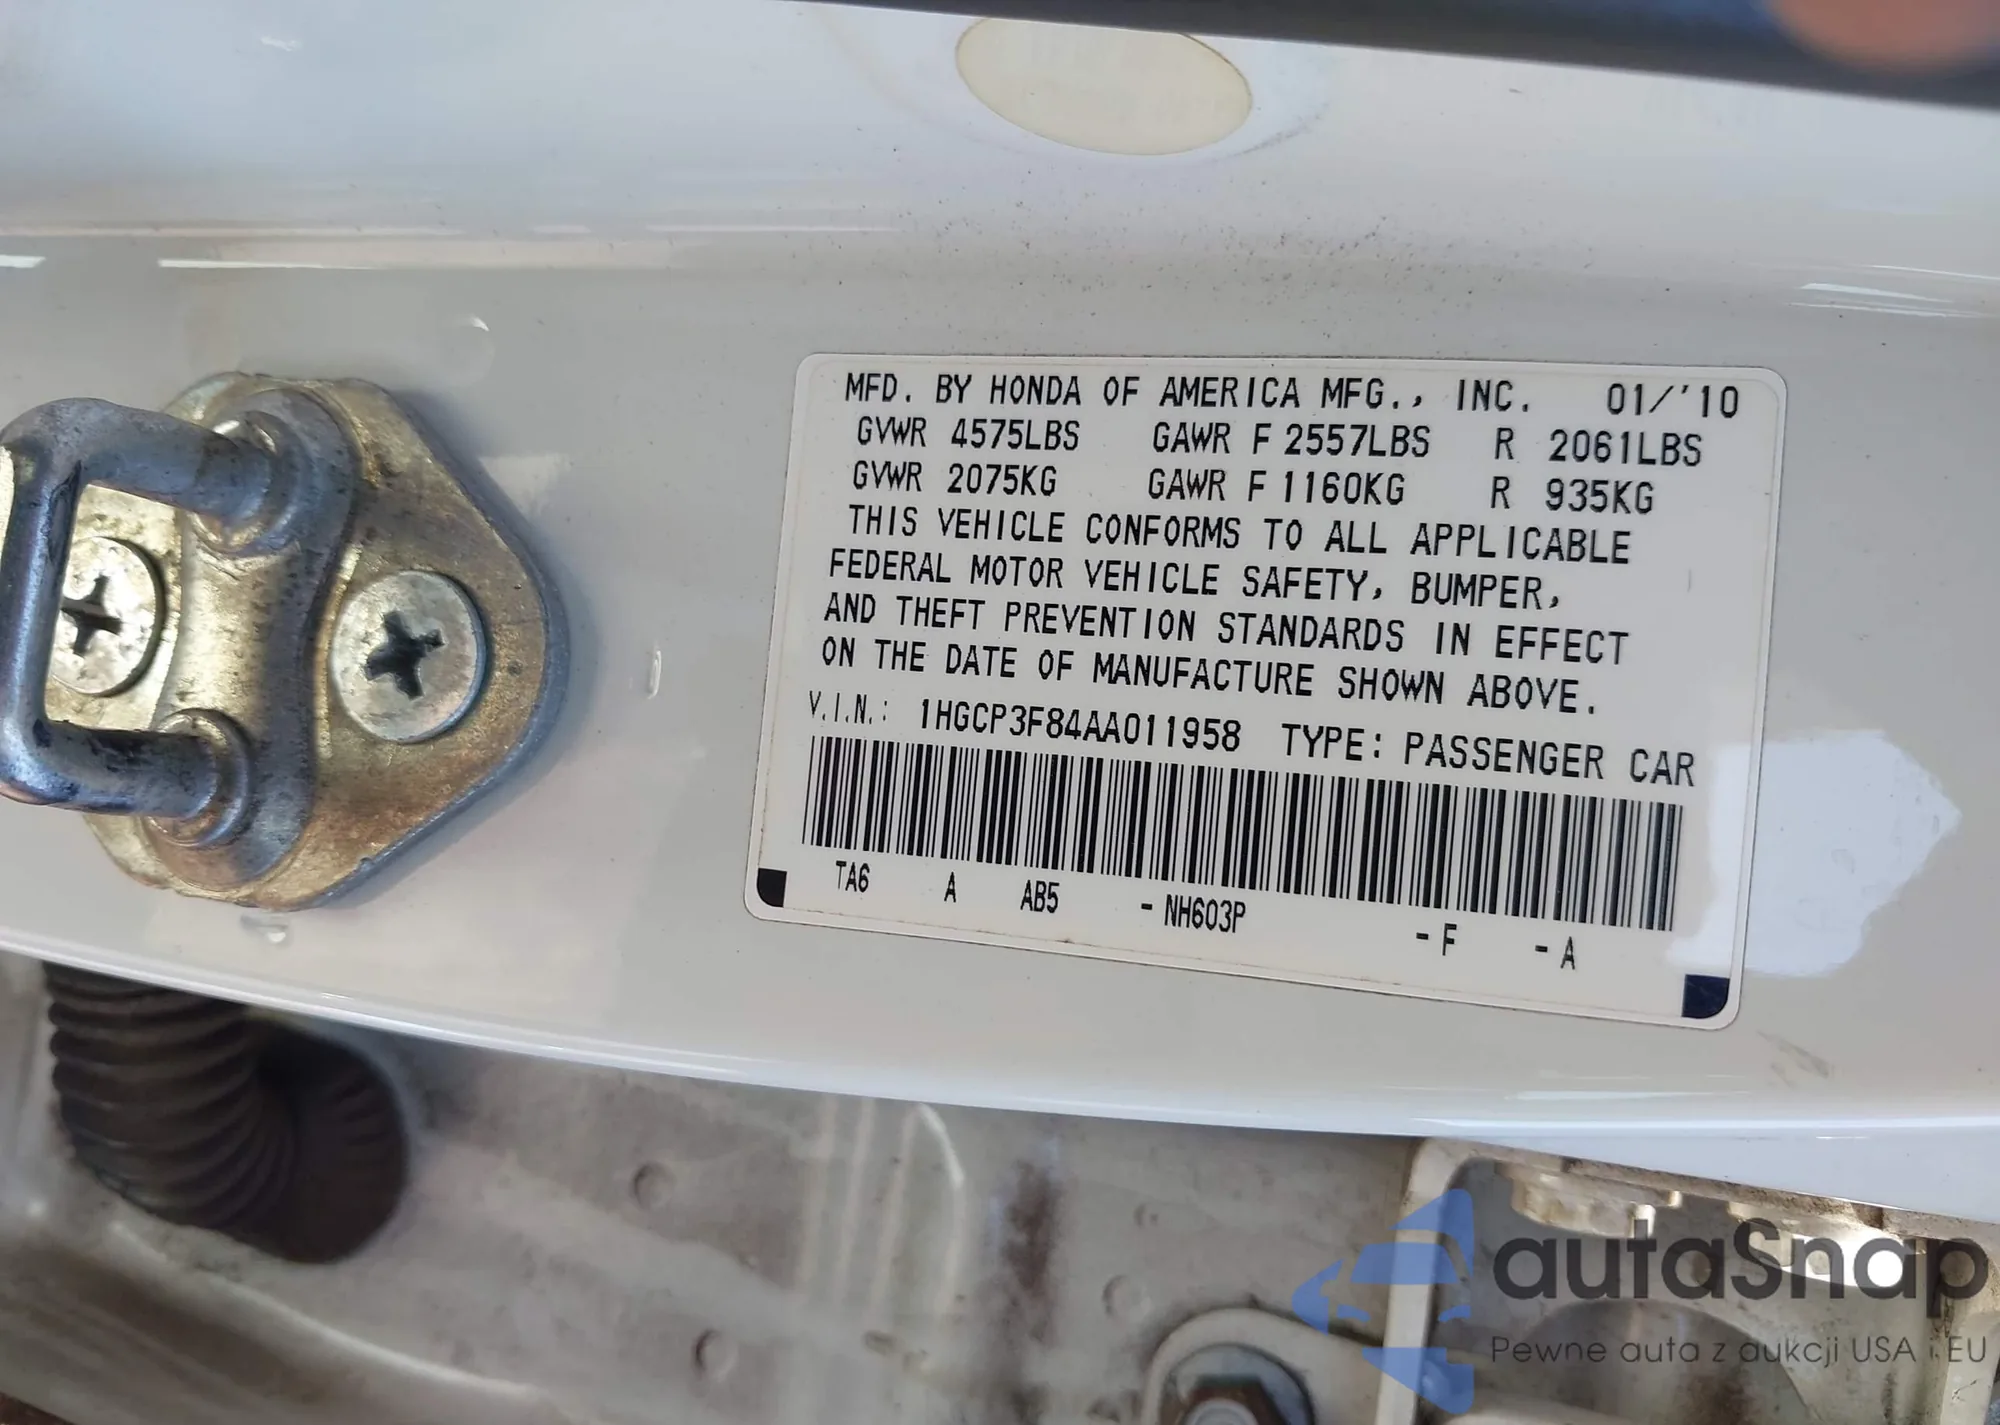 MFD. BY HONDA OF AMERICA MFG., INC. 01/'10
GVWR 4575LBS GAWR F 2557LBS R 2061LBS
GVWR 2075KG GAWR F 1160KG R 935KG
THIS VEHICLE CONFORMS TO ALL APPLICABLE
FEDERAL MOTOR VEHICLE SAFETY, BUMPER,
AND THEFT PREVENTION STANDARDS IN EFFECT
ON THE DATE OF MANUFACTURE SHOWN ABOVE.
V.I.N.: 1HGCP3F84AA011958 TYPE: PASSENGER CAR
TA6 A AB5 - NH603P - F - A
autaSnap
Pewne auta z aukcji USA i EU